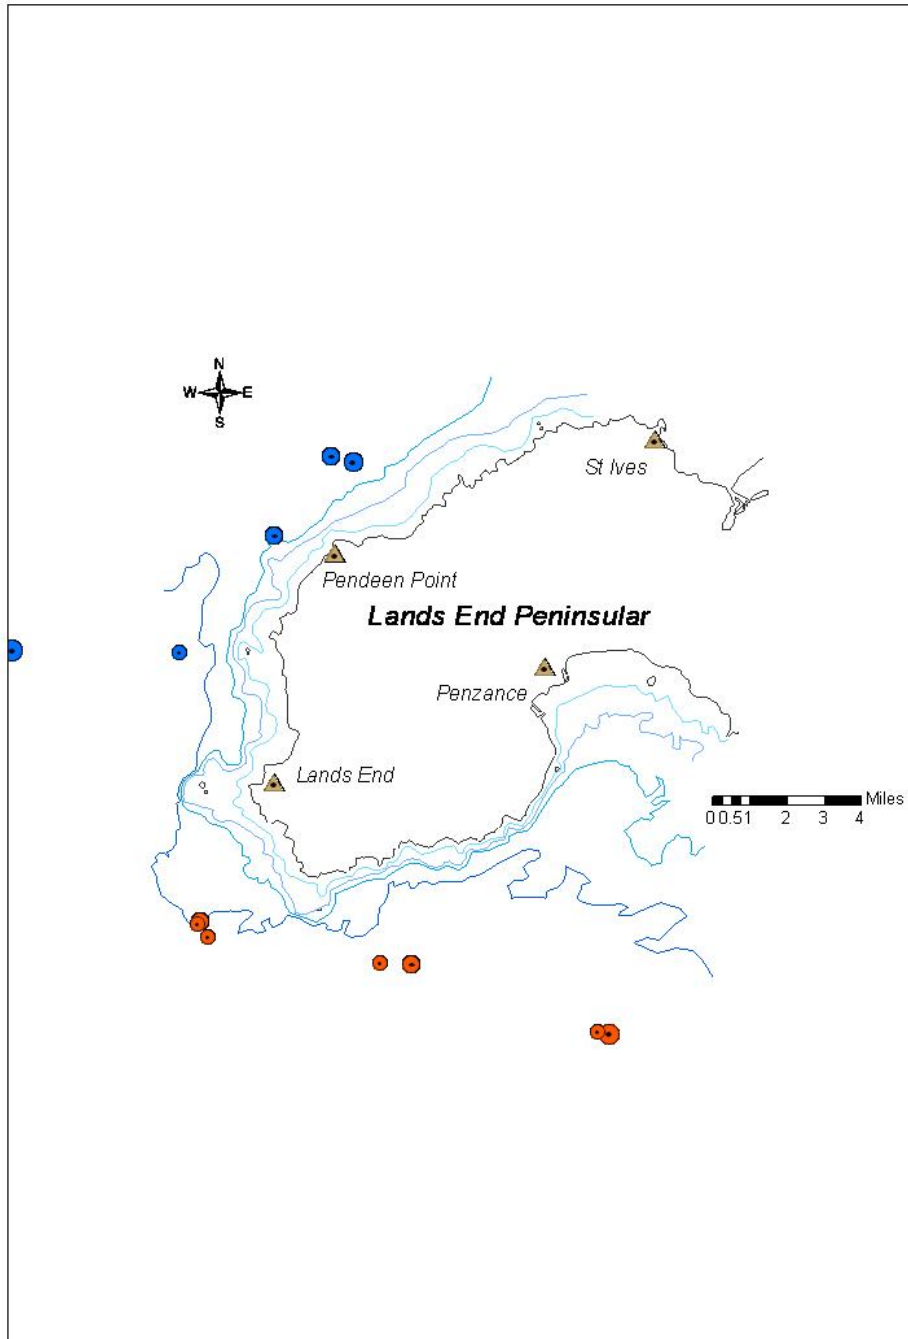 N
W E
S
St Ives
Pendeen Point
Lands End Peninsular
Penzance
Lands End
Miles
0 0.5 1 2 3 4